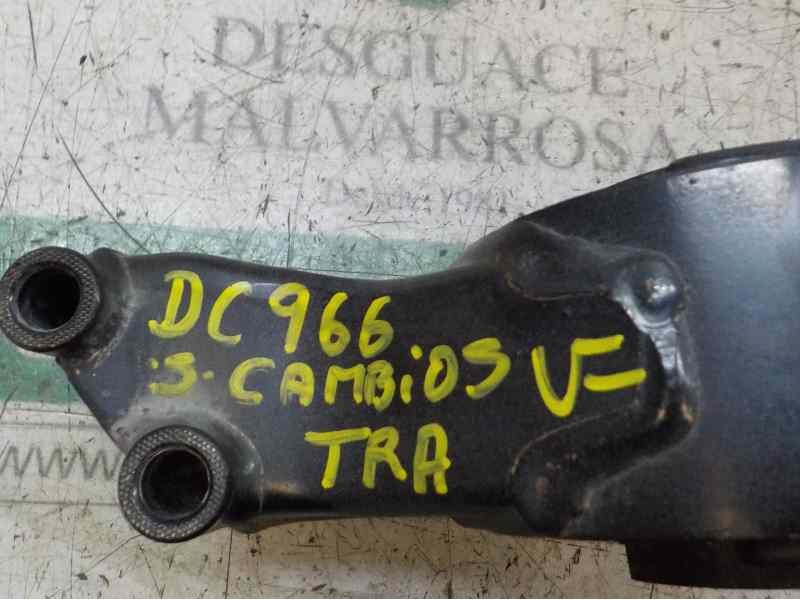 DESGUACE
MALVARROSA
DC966
S. CAMBIOS V=
TRA